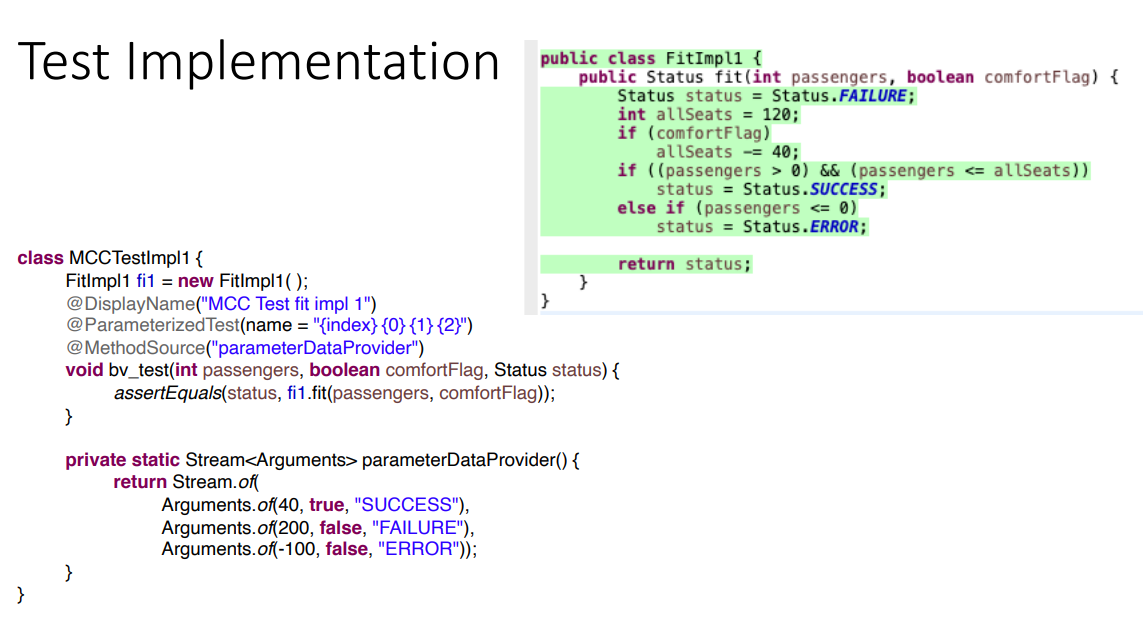 Test Implementation
public class FitImpl1 {
public Status fit(int passengers, boolean comfortFlag) {
Status status = Status.FAILURE;
int allSeats = 120;
if (comfortFlag)
allSeats -= 40;
if ((passengers > 0) && (passengers <= allSeats))
status = Status.SUCCESS;
else if (passengers <= 0)
status = Status.ERROR;
return status;
}
}
class MCCTestImpl1 {
FitImpl1 fi1 = new FitImpl1( );
@DisplayName("MCC Test fit impl 1")
@ParameterizedTest(name = "{index} {0} {1} {2}")
@MethodSource("parameterDataProvider")
void bv_test(int passengers, boolean comfortFlag, Status status) {
assertEquals(status, fi1.fit(passengers, comfortFlag));
}
private static Stream<Arguments> parameterDataProvider() {
return Stream.of(
Arguments.of(40, true, "SUCCESS"),
Arguments.of(200, false, "FAILURE"),
Arguments.of(-100, false, "ERROR"));
}
}